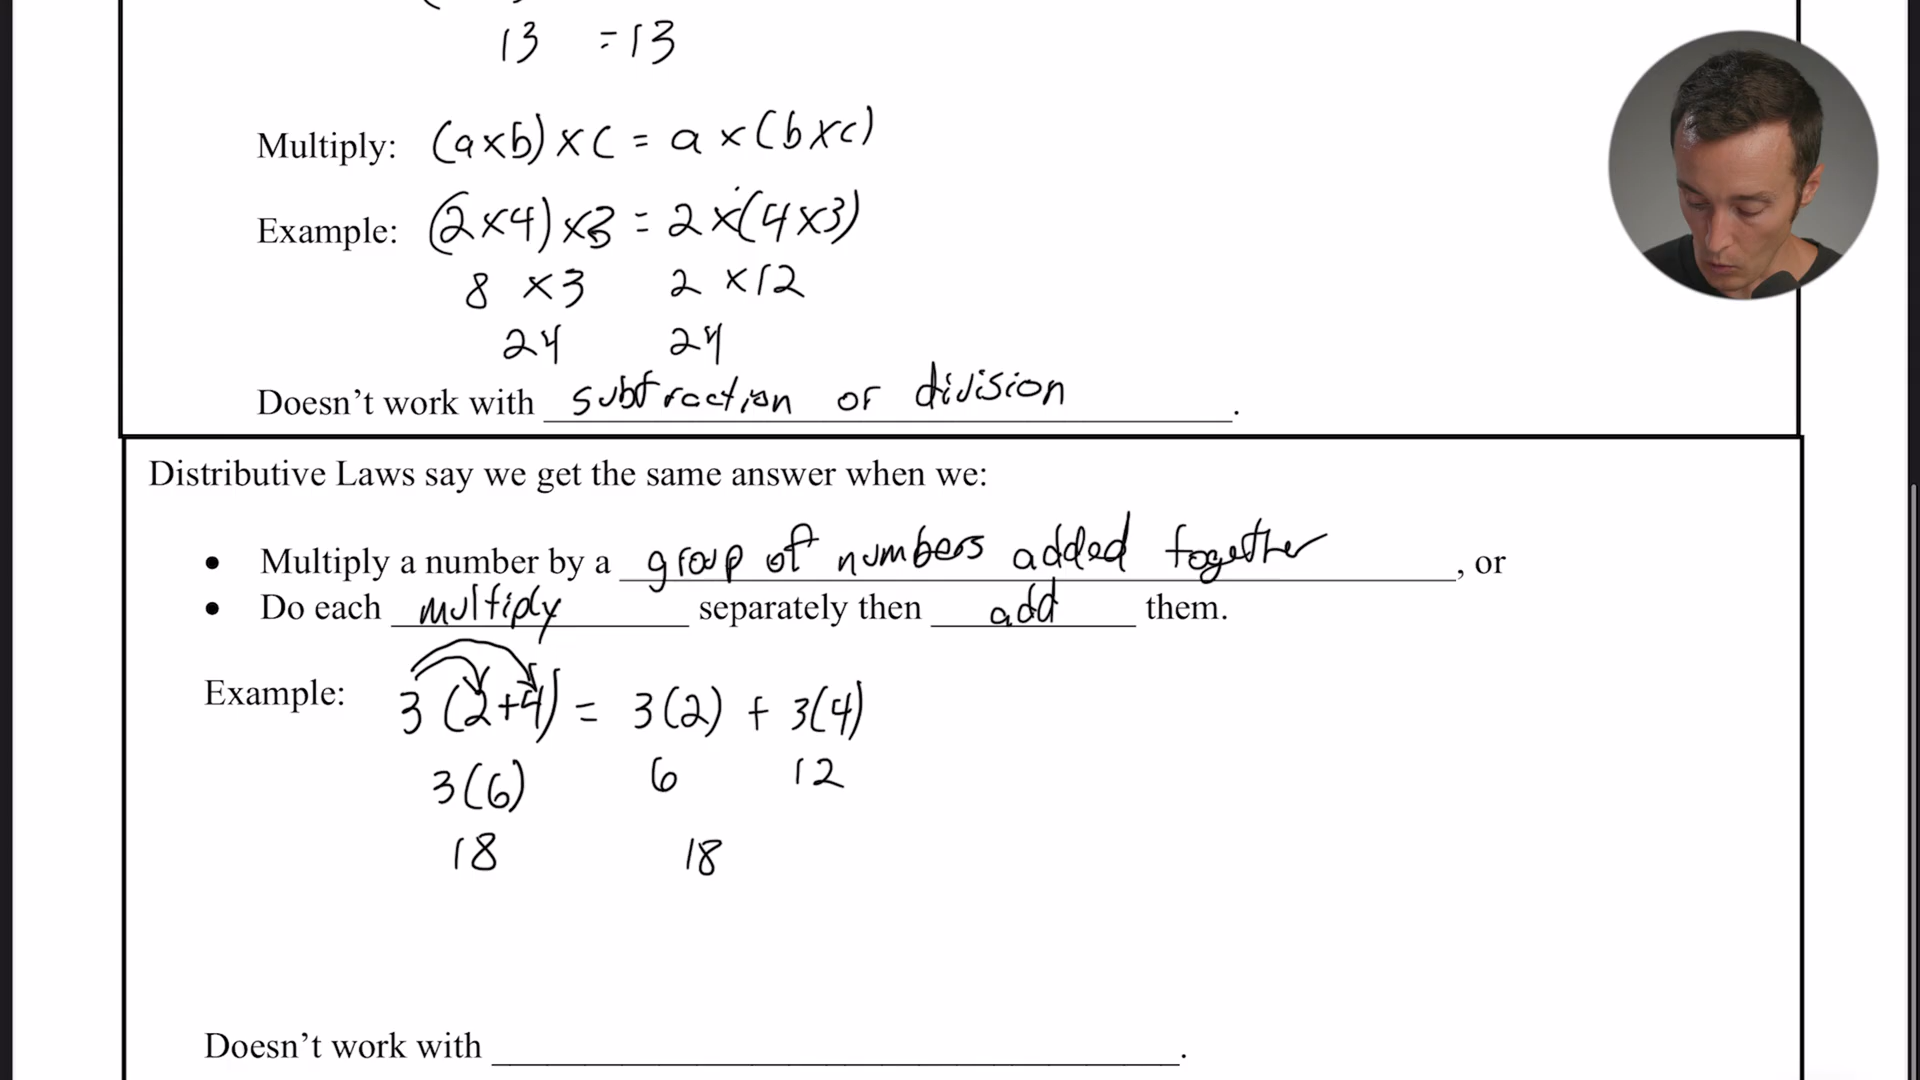 13 = 13
Multiply: (a×b)×c = a×(b×c)
Example: (2×4)×3 = 2×(4×3)
8 ×3 2 ×12
24 24
Doesn't work with subtraction or division.
Distributive Laws say we get the same answer when we:
• Multiply a number by a group of numbers added together, or
• Do each multiply separately then add them.
Example: 3(2+4) = 3(2) + 3(4)
3(6) 6 12
18 18
Doesn't work with ____________________.